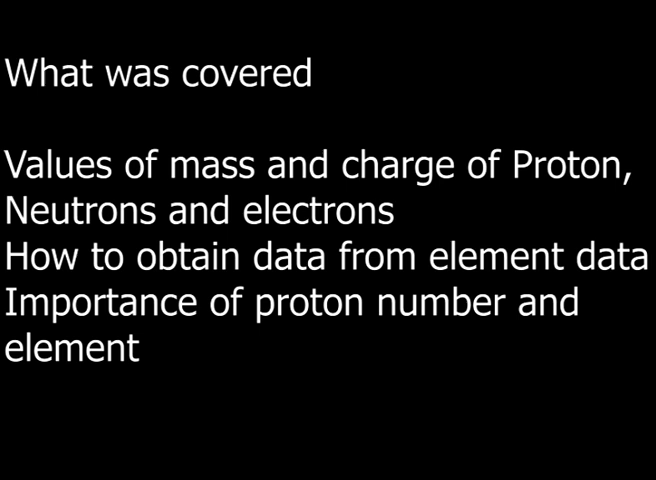 What was covered
Values of mass and charge of Proton,
Neutrons and electrons
How to obtain data from element data
Importance of proton number and
element